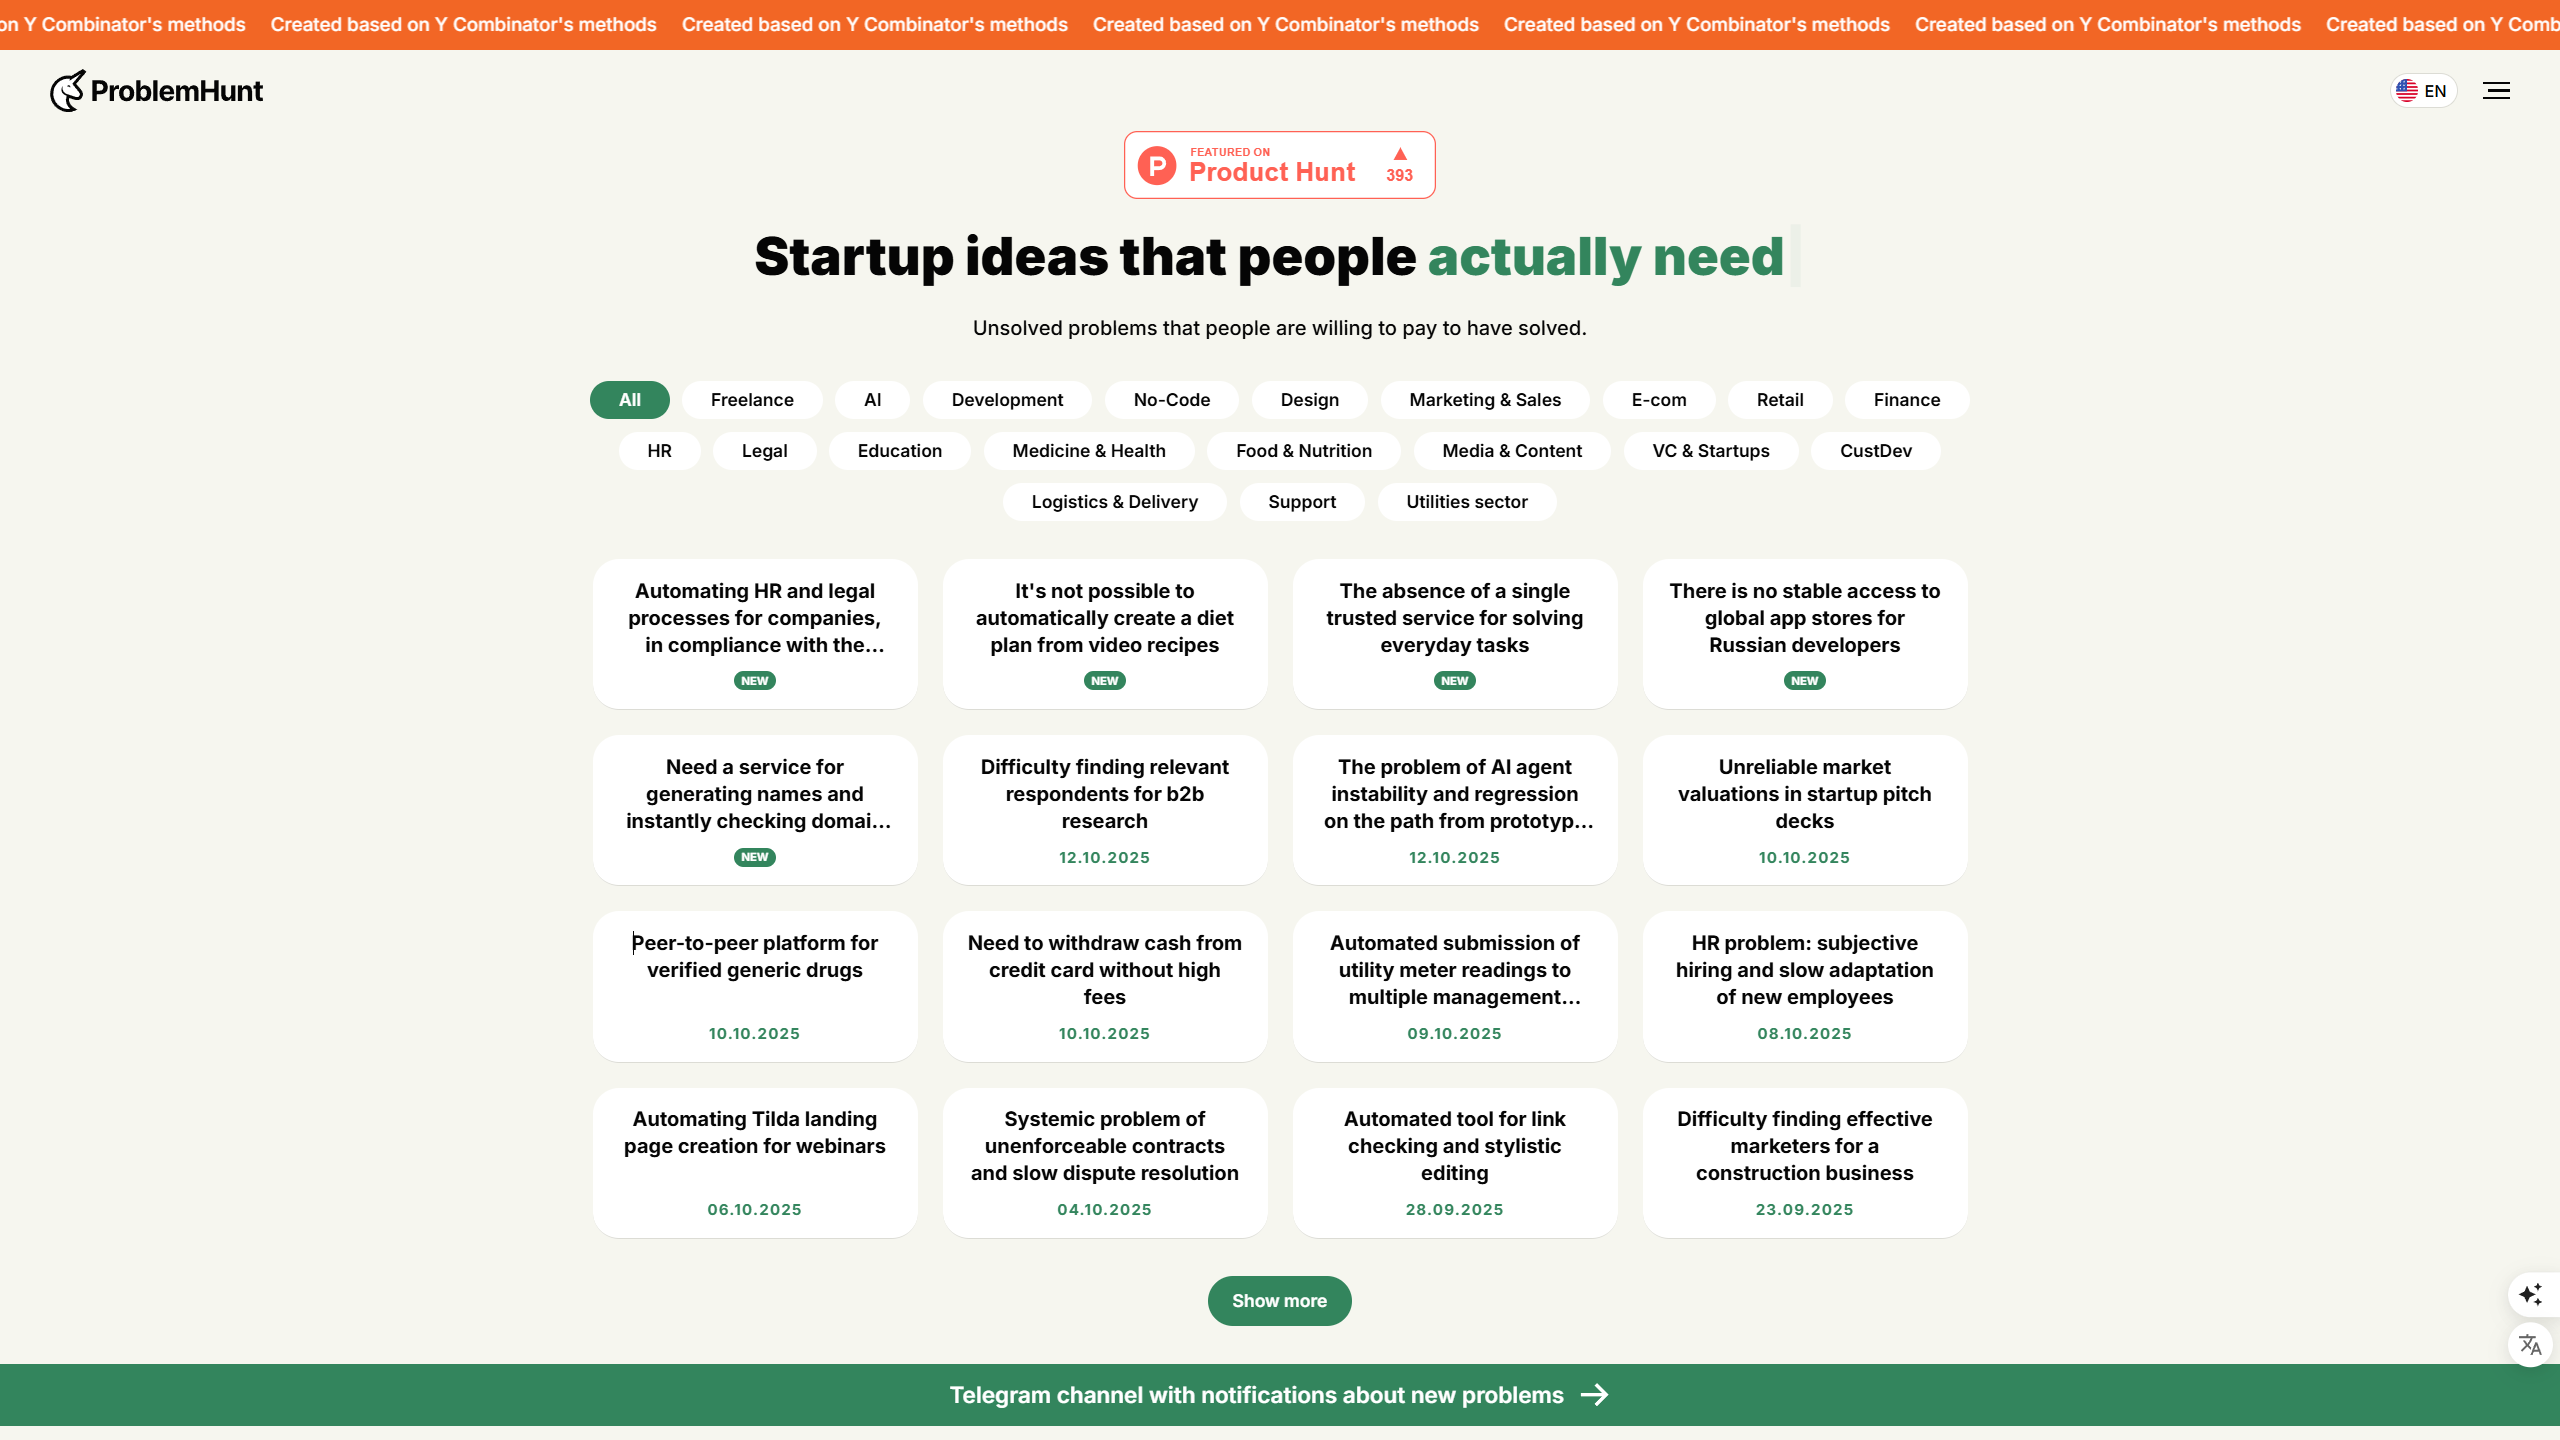 on Y Combinator's methods Created based on Y Combinator's methods Created based on Y Combinator's methods Created based on Y Combinator's methods Created based on Y Combinator's methods Created based on Y Combinator's methods Created based on Y Comb
ProblemHunt
EN
FEATURED ON
Product Hunt
393
Startup ideas that people actually need
Unsolved problems that people are willing to pay to have solved.
All Freelance AI Development No-Code Design Marketing & Sales E-com Retail Finance
HR Legal Education Medicine & Health Food & Nutrition Media & Content VC & Startups CustDev
Logistics & Delivery Support Utilities sector
Automating HR and legal
processes for companies,
in compliance with the...
NEW
It's not possible to
automatically create a diet
plan from video recipes
NEW
The absence of a single
trusted service for solving
everyday tasks
NEW
There is no stable access to
global app stores for
Russian developers
NEW
Need a service for
generating names and
instantly checking domai...
NEW
Difficulty finding relevant
respondents for b2b
research
12.10.2025
The problem of AI agent
instability and regression
on the path from prototyp...
12.10.2025
Unreliable market
valuations in startup pitch
decks
10.10.2025
Peer-to-peer platform for
verified generic drugs
10.10.2025
Need to withdraw cash from
credit card without high
fees
10.10.2025
Automated submission of
utility meter readings to
multiple management...
09.10.2025
HR problem: subjective
hiring and slow adaptation
of new employees
08.10.2025
Automating Tilda landing
page creation for webinars
06.10.2025
Systemic problem of
unenforceable contracts
and slow dispute resolution
04.10.2025
Automated tool for link
checking and stylistic
editing
28.09.2025
Difficulty finding effective
marketers for a
construction business
23.09.2025
Show more
Telegram channel with notifications about new problems